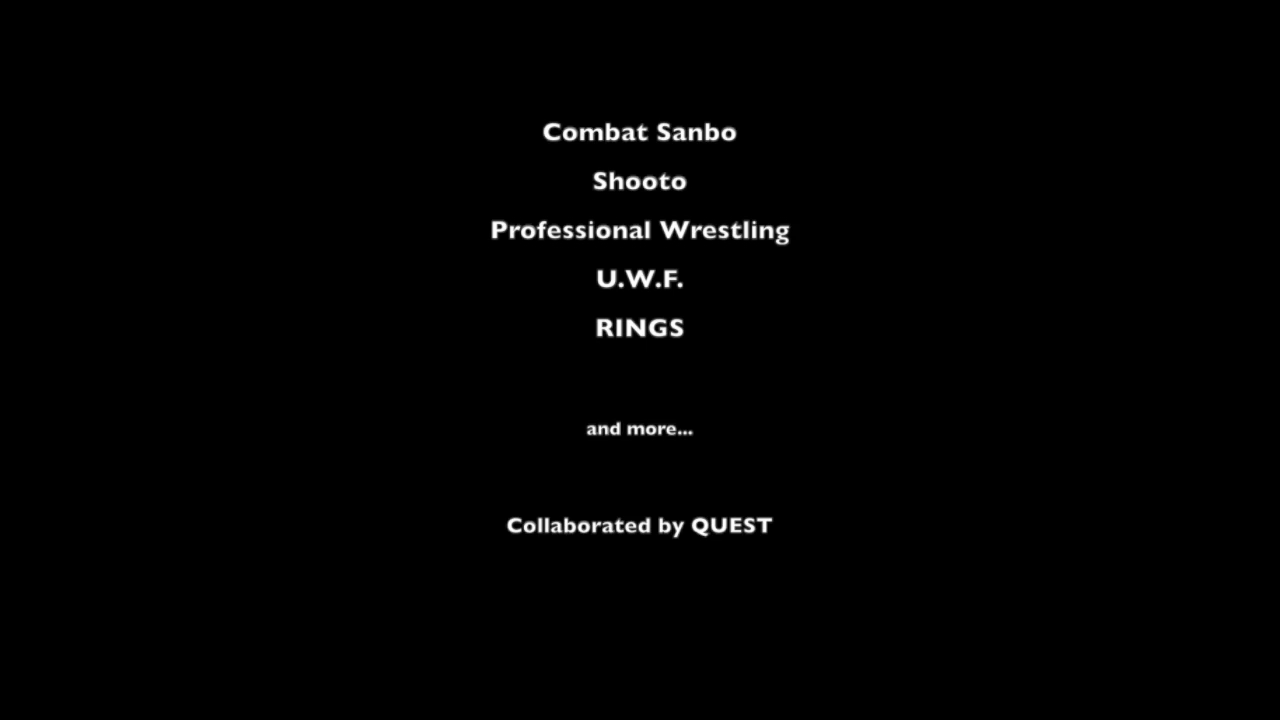 Combat Sanbo
Shooto
Professional Wrestling
U.W.F.
RINGS
and more...
Collaborated by QUEST